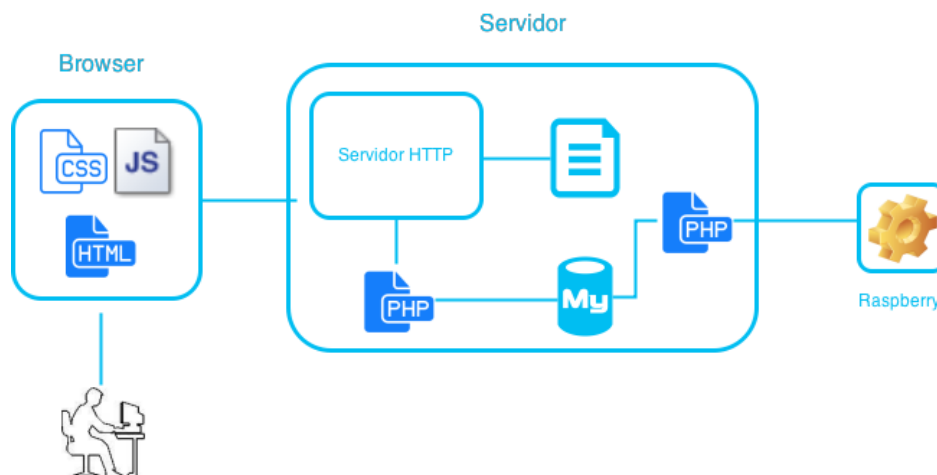 Servidor
Browser
Servidor HTTP
CSS
JS
HTML
PHP
PHP
My
Raspberry